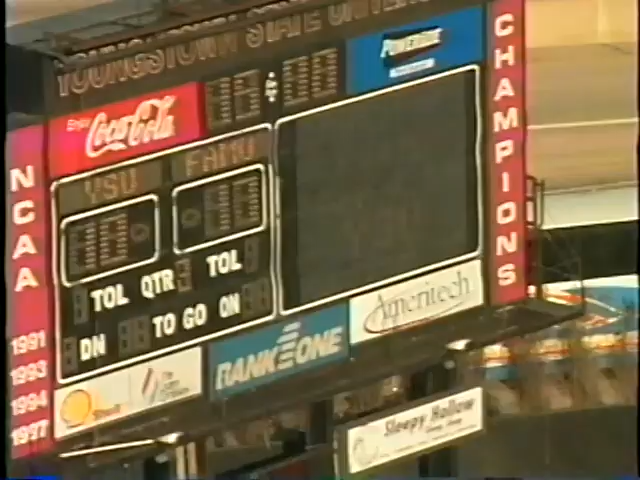 YOUNGSTOWN STATE UNIVERSITY
POWERADE
Enjoy
Coca-Cola
CHAMPIONS
NCAA
YSU
FAMU
TOL QTR TOL
DN TO GO ON
1991
1993
1994
1997
Shell
BANK ONE
Ameritech
Sleepy Hollow